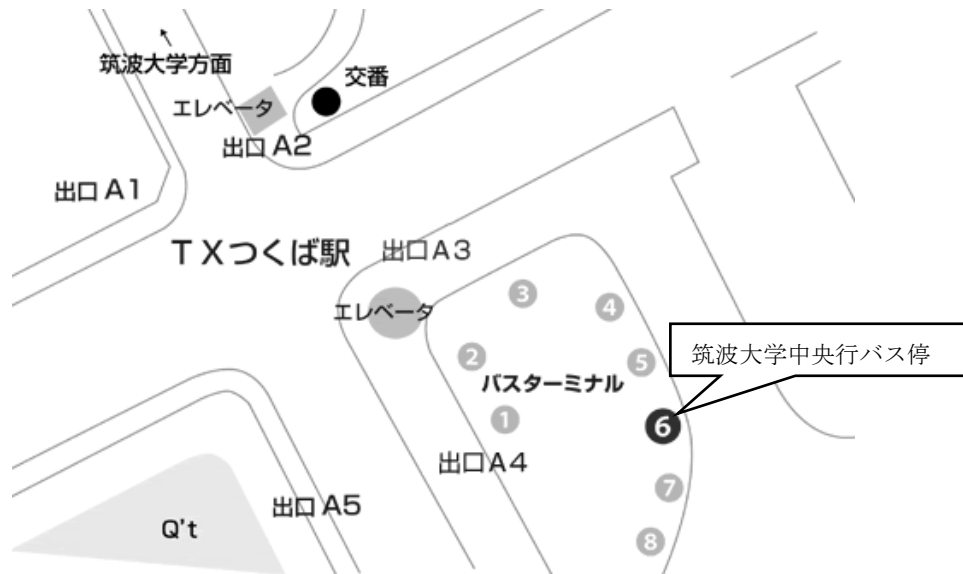 ↑
筑波大学方面
交番
エレベータ
出口 A2
出口 A1
TXつくば駅
出口A3
エレベータ
3
4
筑波大学中央行バス停
2
5
バスターミナル
1
6
出口A4
7
出口 A5
Q't
8